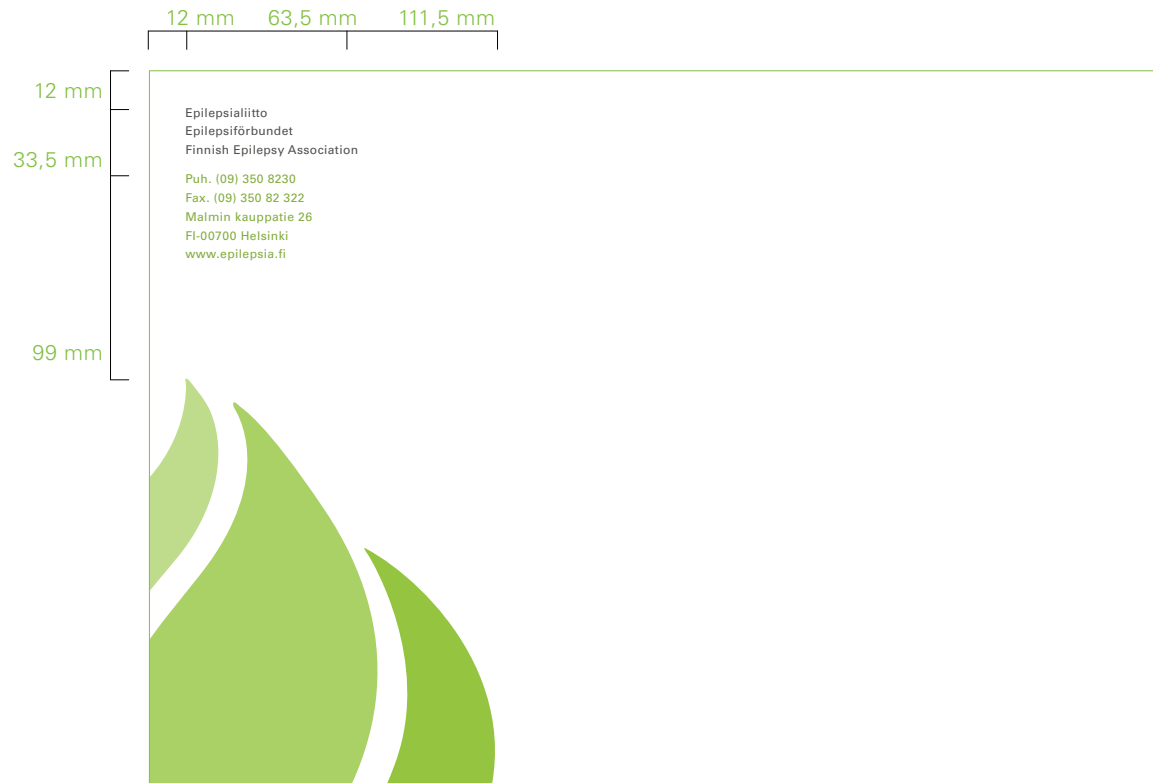 12 mm 63,5 mm 111,5 mm
12 mm
33,5 mm
99 mm
Epilepsialiitto
Epilepsiförbundet
Finnish Epilepsy Association
Puh. (09) 350 8230
Fax. (09) 350 82 322
Malmin kauppatie 26
FI-00700 Helsinki
www.epilepsia.fi